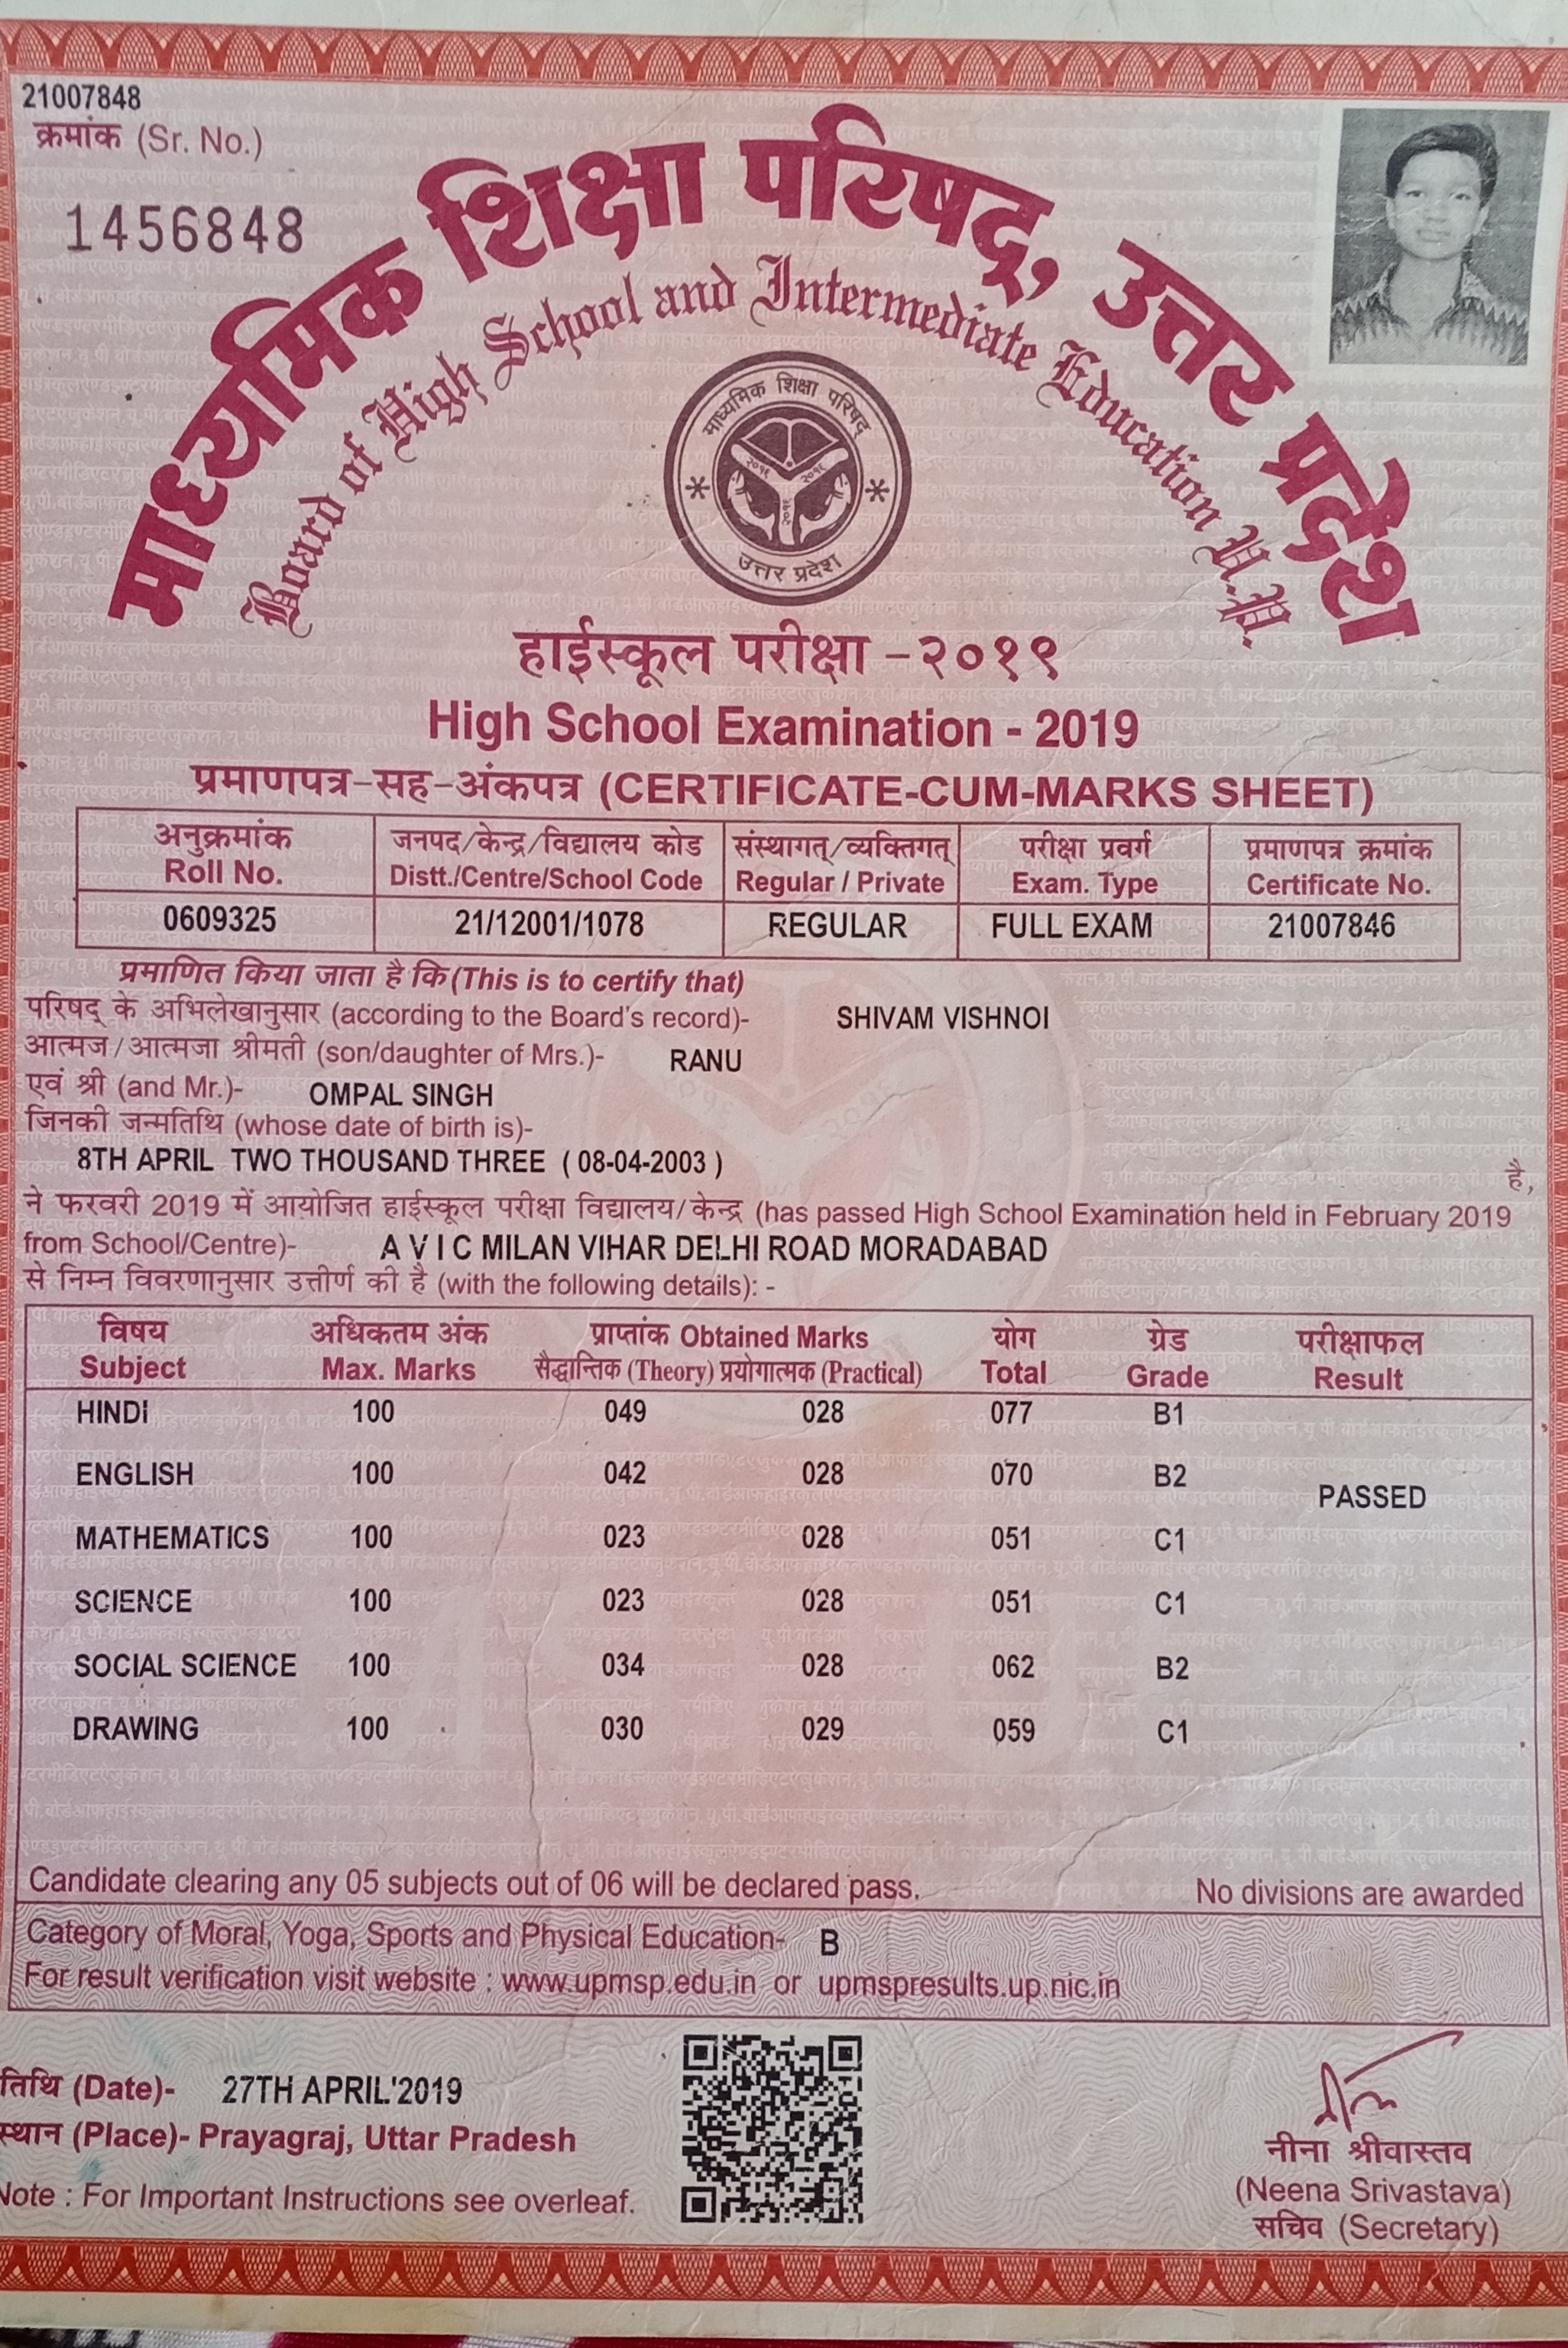 21007848
क्रमांक (Sr. No.)
1456848
माध्यमिक शिक्षा परिषद्, उत्तर प्रदेश
Board of High School and Intermediate Education U.P.
माध्यमिक शिक्षा परिषद्
२०१९ २०१९
२०१९
उत्तर प्रदेश
हाईस्कूल परीक्षा -२०१९
High School Examination - 2019
प्रमाणपत्र-सह-अंकपत्र (CERTIFICATE-CUM-MARKS SHEET)
अनुक्रमांक जनपद/केन्द्र/विद्यालय कोड संस्थागत्/व्यक्तिगत् परीक्षा प्रवर्ग प्रमाणपत्र क्रमांक
Roll No. Distt./Centre/School Code Regular / Private Exam. Type Certificate No.
0609325 21/12001/1078 REGULAR FULL EXAM 21007846
प्रमाणित किया जाता है कि (This is to certify that)
परिषद् के अभिलेखानुसार (according to the Board's record)- SHIVAM VISHNOI
आत्मज/आत्मजा श्रीमती (son/daughter of Mrs.)- RANU
एवं श्री (and Mr.)- OMPAL SINGH
जिनकी जन्मतिथि (whose date of birth is)-
8TH APRIL TWO THOUSAND THREE ( 08-04-2003 ) है,
ने फरवरी 2019 में आयोजित हाईस्कूल परीक्षा विद्यालय/केन्द्र (has passed High School Examination held in February 2019
from School/Centre)- A V I C MILAN VIHAR DELHI ROAD MORADABAD
से निम्न विवरणानुसार उत्तीर्ण की है (with the following details): -
विषय अधिकतम अंक प्राप्तांक Obtained Marks योग ग्रेड परीक्षाफल
Subject Max. Marks सैद्धान्तिक (Theory) प्रयोगात्मक (Practical) Total Grade Result
HINDI 100 049 028 077 B1
ENGLISH 100 042 028 070 B2
PASSED
MATHEMATICS 100 023 028 051 C1
SCIENCE 100 023 028 051 C1
SOCIAL SCIENCE 100 034 028 062 B2
DRAWING 100 030 029 059 C1
Candidate clearing any 05 subjects out of 06 will be declared pass. No divisions are awarded
Category of Moral, Yoga, Sports and Physical Education- B
For result verification visit website : www.upmsp.edu.in or upmspresults.up.nic.in
तिथि (Date)- 27TH APRIL'2019
स्थान (Place)- Prayagraj, Uttar Pradesh
Note : For Important Instructions see overleaf.
नीना श्रीवास्तव
(Neena Srivastava)
सचिव (Secretary)